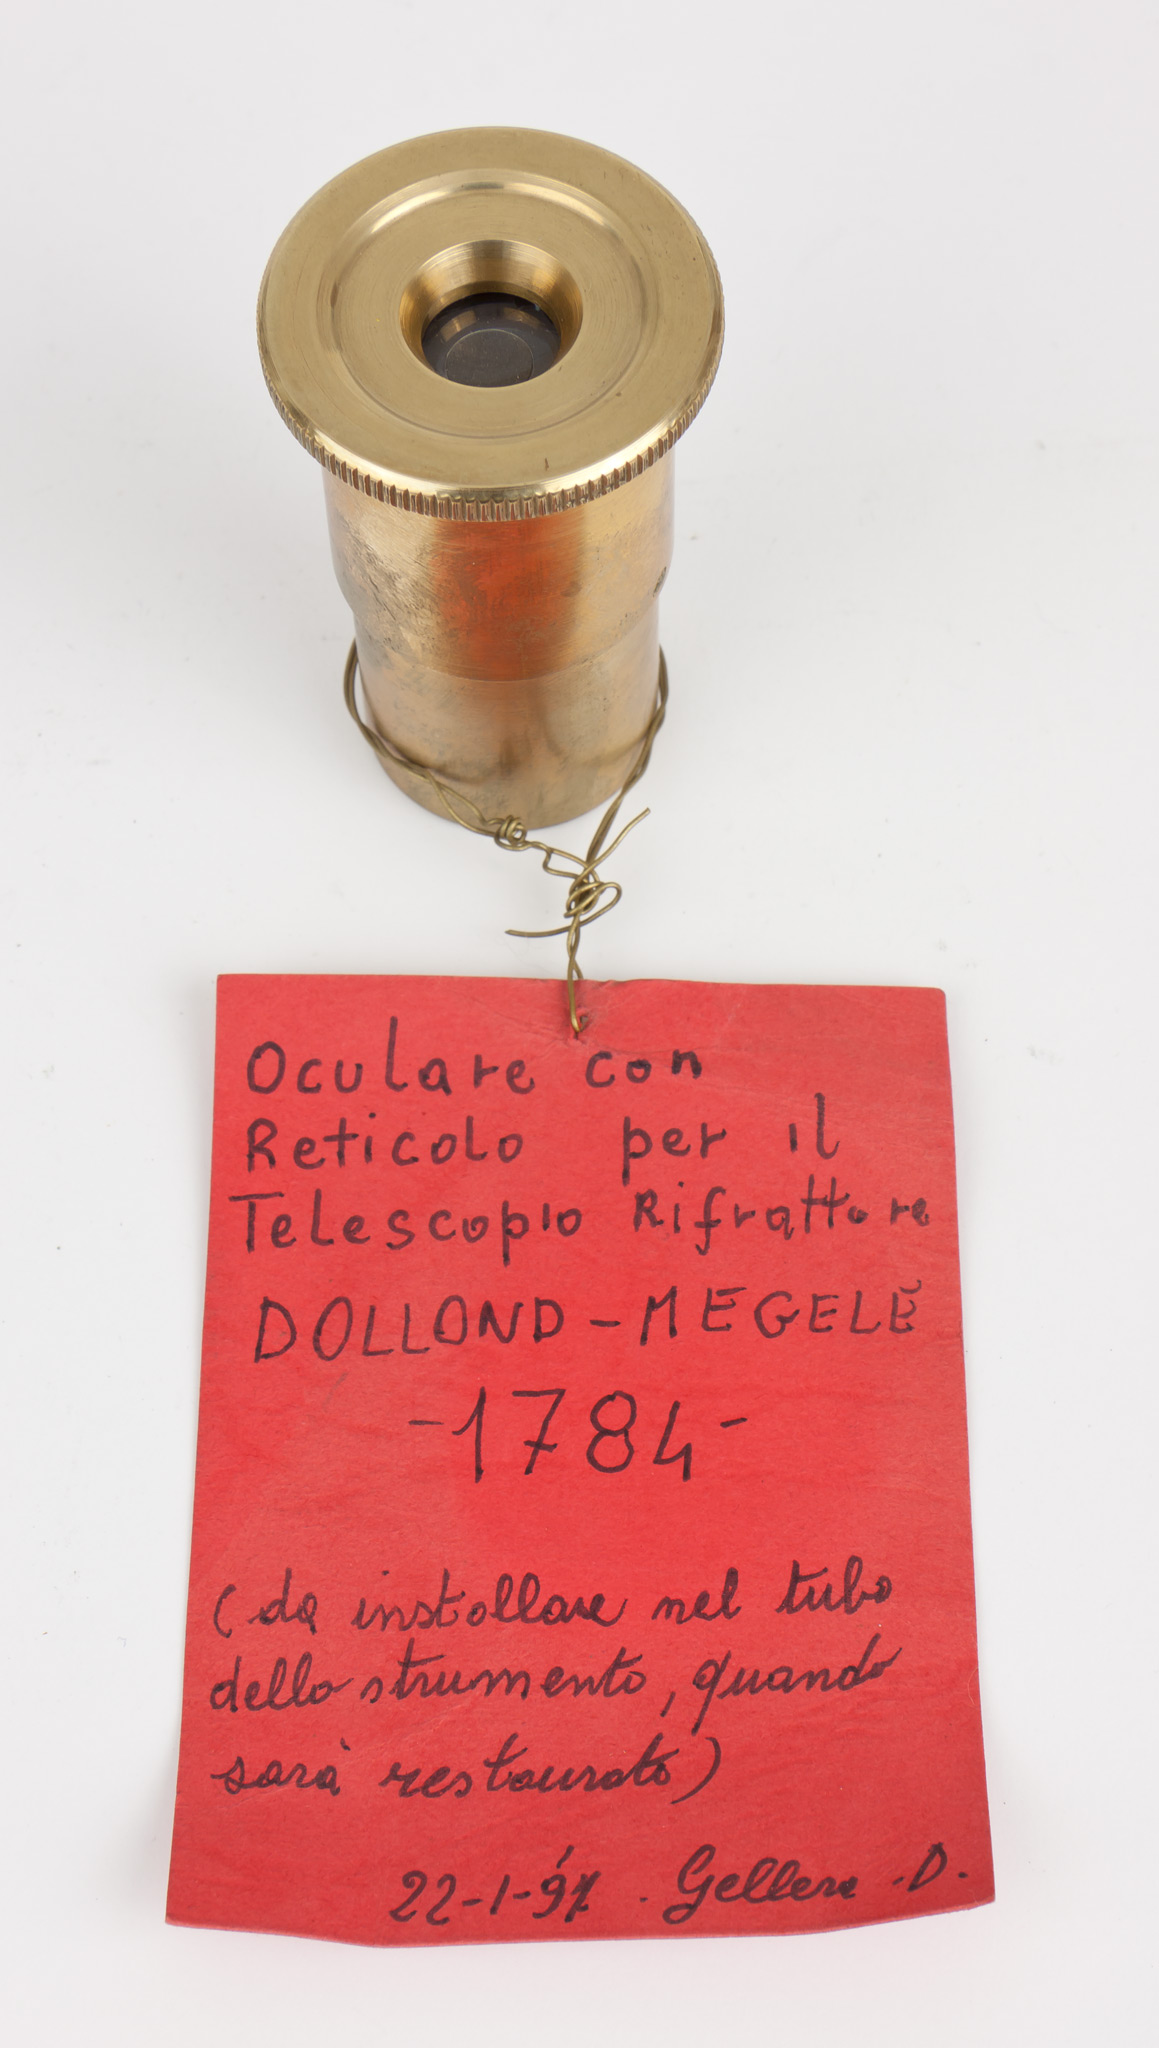 Oculare con
Reticolo per il
Telescopio Rifrattore
DOLLOND - MEGELÈ
- 1784 -
(da installare nel tubo
dello strumento, quando
sarà restaurato)
22-1-'97. Gellera .D.